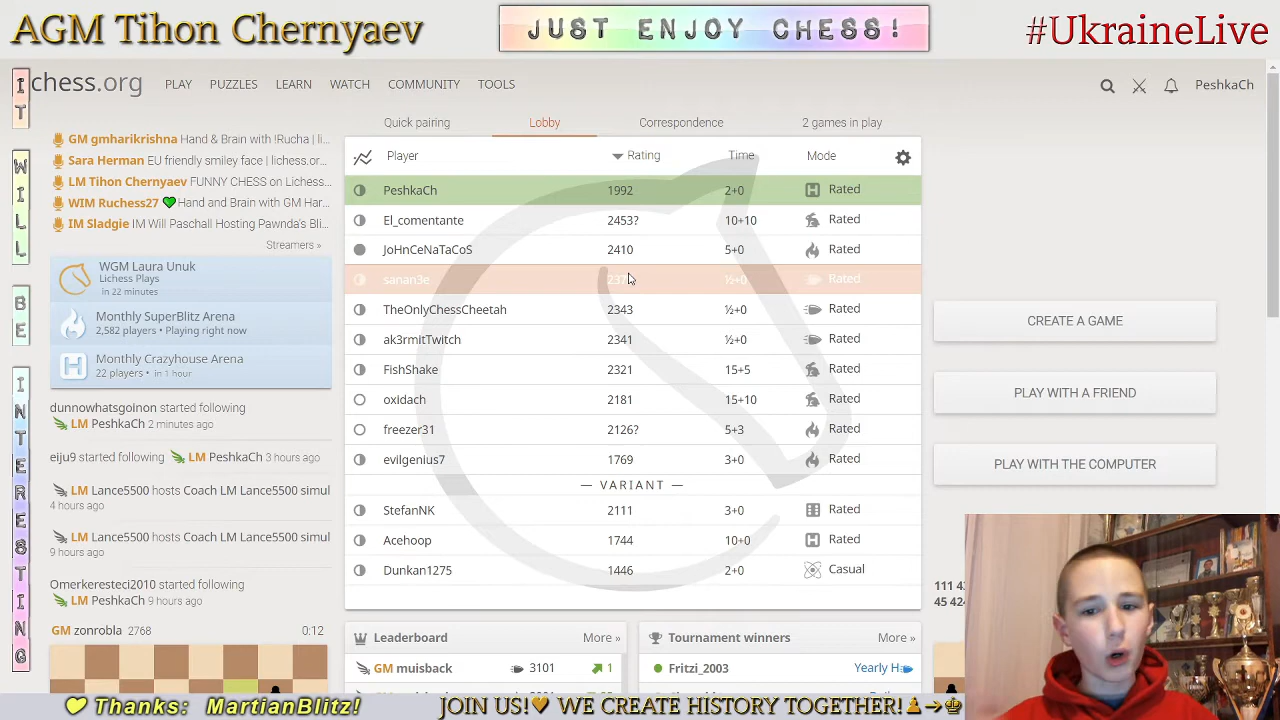 AGM Tihon Chernyaev
JUST ENJOY CHESS!
#UkraineLive
IT WILL BE INTERESTING
chess.org
PLAY
PUZZLES
LEARN
WATCH
COMMUNITY
TOOLS
PeshkaCh
GM gmharikrishna Hand & Brain with !Rucha | li...
Sara Herman EU friendly smiley face | lichess.or...
LM Tihon Chernyaev FUNNY CHESS on Lichess...
WIM Ruchess27 Hand and Brain with GM Har...
IM Sladgie IM Will Paschall Hosting Pawnda's Bli...
Streamers »
WGM Laura Unuk
Lichess Plays
in 22 minutes
Monthly SuperBlitz Arena
2,582 players • Playing right now
Monthly Crazyhouse Arena
22 players • in 1 hour
dunnowhatsgoinon started following
LM PeshkaCh 2 minutes ago
eiju9 started following LM PeshkaCh 3 hours ago
LM Lance5500 hosts Coach LM Lance5500 simul
4 hours ago
LM Lance5500 hosts Coach LM Lance5500 simul
9 hours ago
Omerkeresteci2010 started following
LM PeshkaCh 9 hours ago
GM zonrobla 2768 0:12
Quick pairing
Lobby
Correspondence
2 games in play
Player Rating Time Mode
PeshkaCh 1992 2+0 Rated
El_comentante 2453? 10+10 Rated
JoHnCeNaTaCoS 2410 5+0 Rated
sanan3e ½+0 Rated
TheOnlyChessCheetah 2343 ½+0 Rated
ak3rmitTwitch 2341 ½+0 Rated
FishShake 2321 15+5 Rated
oxidach 2181 15+10 Rated
freezer31 2126? 5+3 Rated
evilgenius7 1769 3+0 Rated
— VARIANT —
StefanNK 2111 3+0 Rated
Acehoop 1744 10+0 Rated
Dunkan1275 1446 2+0 Casual
Leaderboard More »
GM muisback 3101 1
Tournament winners More »
Fritzi_2003 Yearly H
CREATE A GAME
PLAY WITH A FRIEND
PLAY WITH THE COMPUTER
Thanks: MartianBlitz!
JOIN US! WE CREATE HISTORY TOGETHER!